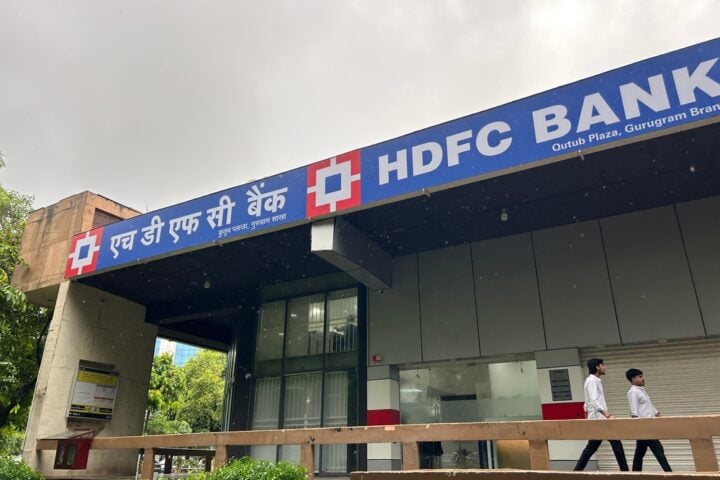 एच डी एफ सी बैंक
कुतुब प्लाजा, गुरुग्राम शाखा
HDFC BANK
Qutub Plaza, Gurugram Bran